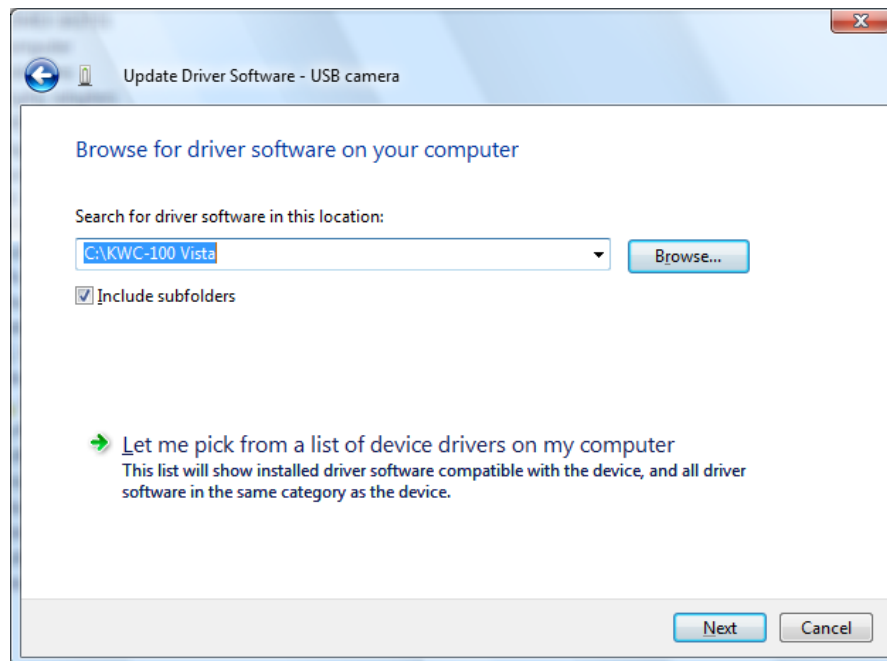 Update Driver Software - USB camera
Browse for driver software on your computer
Search for driver software in this location:
C:\KWC-100 Vista
Browse...
Include subfolders
Let me pick from a list of device drivers on my computer
This list will show installed driver software compatible with the device, and all driver
software in the same category as the device.
Next
Cancel